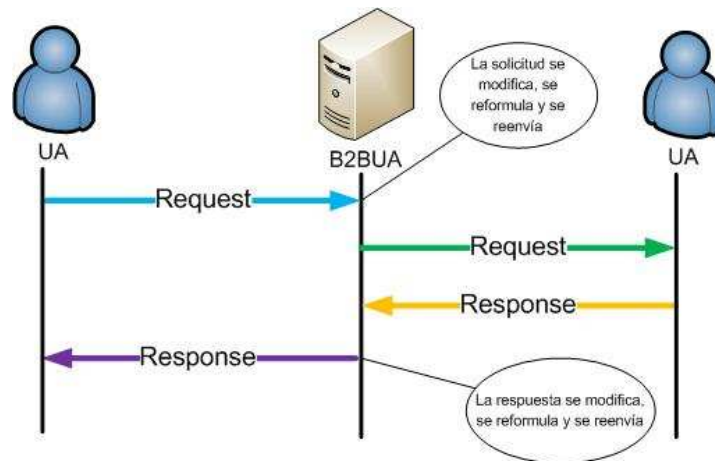 La solicitud se
modifica, se
reformula y se
reenvía
UA
B2BUA
UA
Request
Request
Response
Response
La respuesta se modifica,
se reformula y se reenvía